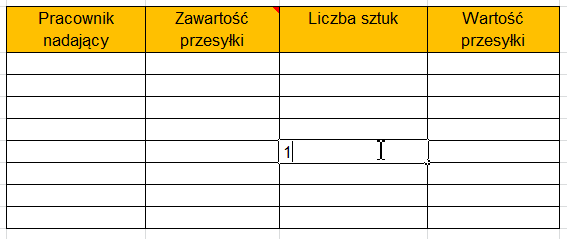 Pracownik nadający
Zawartość przesyłki
Liczba sztuk
Wartość przesyłki
1